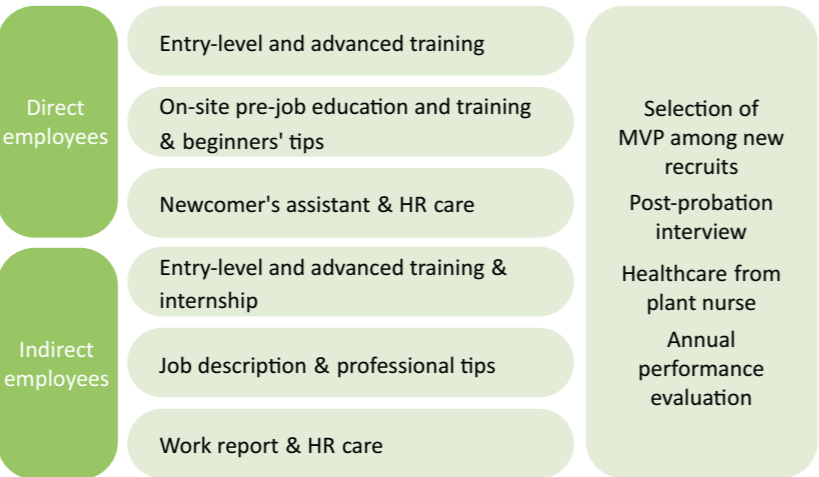 Direct
employees
Entry-level and advanced training
On-site pre-job education and training
& beginners' tips
Newcomer's assistant & HR care
Indirect
employees
Entry-level and advanced training &
internship
Job description & professional tips
Work report & HR care
Selection of
MVP among new
recruits
Post-probation
interview
Healthcare from
plant nurse
Annual
performance
evaluation